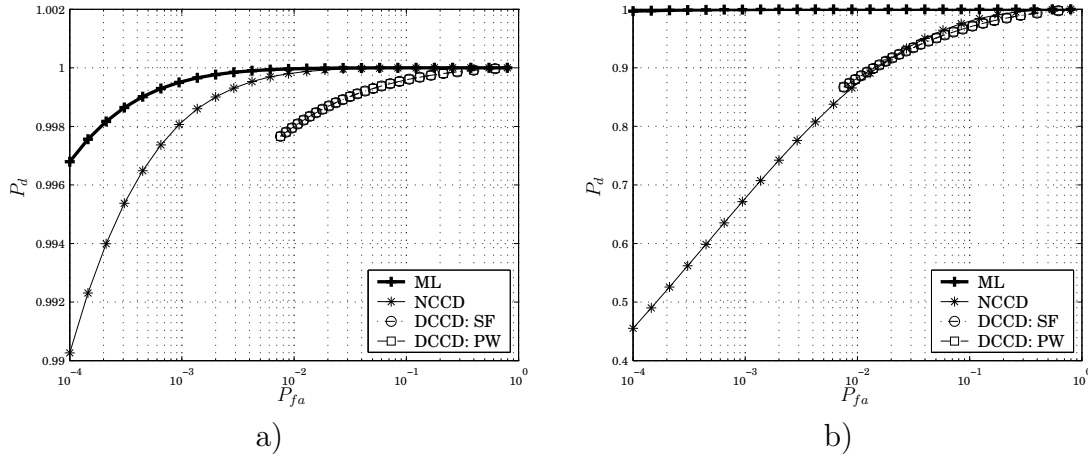 1.002
1
0.998
0.996
0.994
0.992
0.99
P_d
10^-4
10^-3
10^-2
10^-1
10^0
P_fa
ML
NCCD
DCCD: SF
DCCD: PW
a)
1
0.9
0.8
0.7
0.6
0.5
0.4
P_d
10^-4
10^-3
10^-2
10^-1
10^0
P_fa
ML
NCCD
DCCD: SF
DCCD: PW
b)